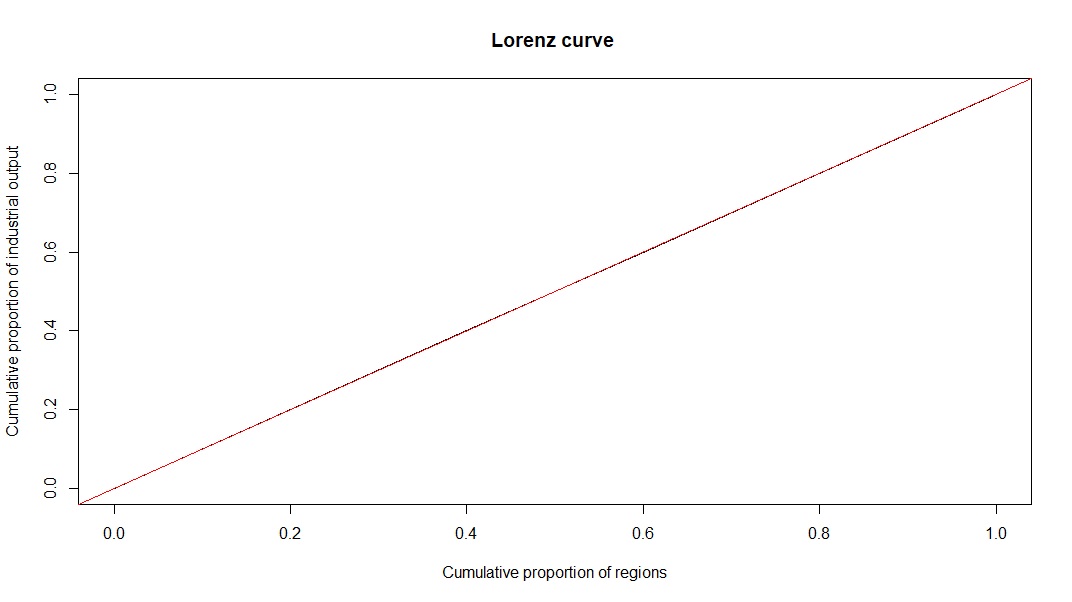 Lorenz curve
Cumulative proportion of industrial output
1.0
0.8
0.6
0.4
0.2
0.0
0.0 0.2 0.4 0.6 0.8 1.0
Cumulative proportion of regions